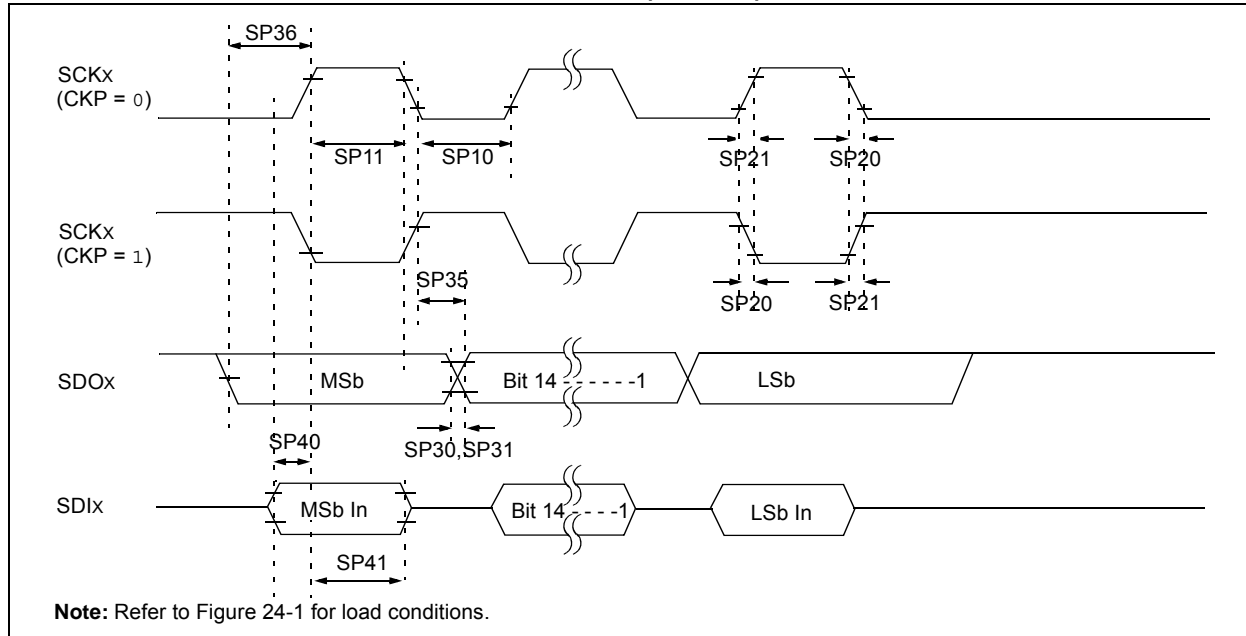 SP36
SCKx
(CKP = 0)
SP11
SP10
SP21
SP20
SCKx
(CKP = 1)
SP35
SP20
SP21
SDOx
MSb
Bit 14 - - - - - -1
LSb
SP40
SP30,SP31
SDIx
MSb In
Bit 14 - - - -1
LSb In
SP41
Note: Refer to Figure 24-1 for load conditions.